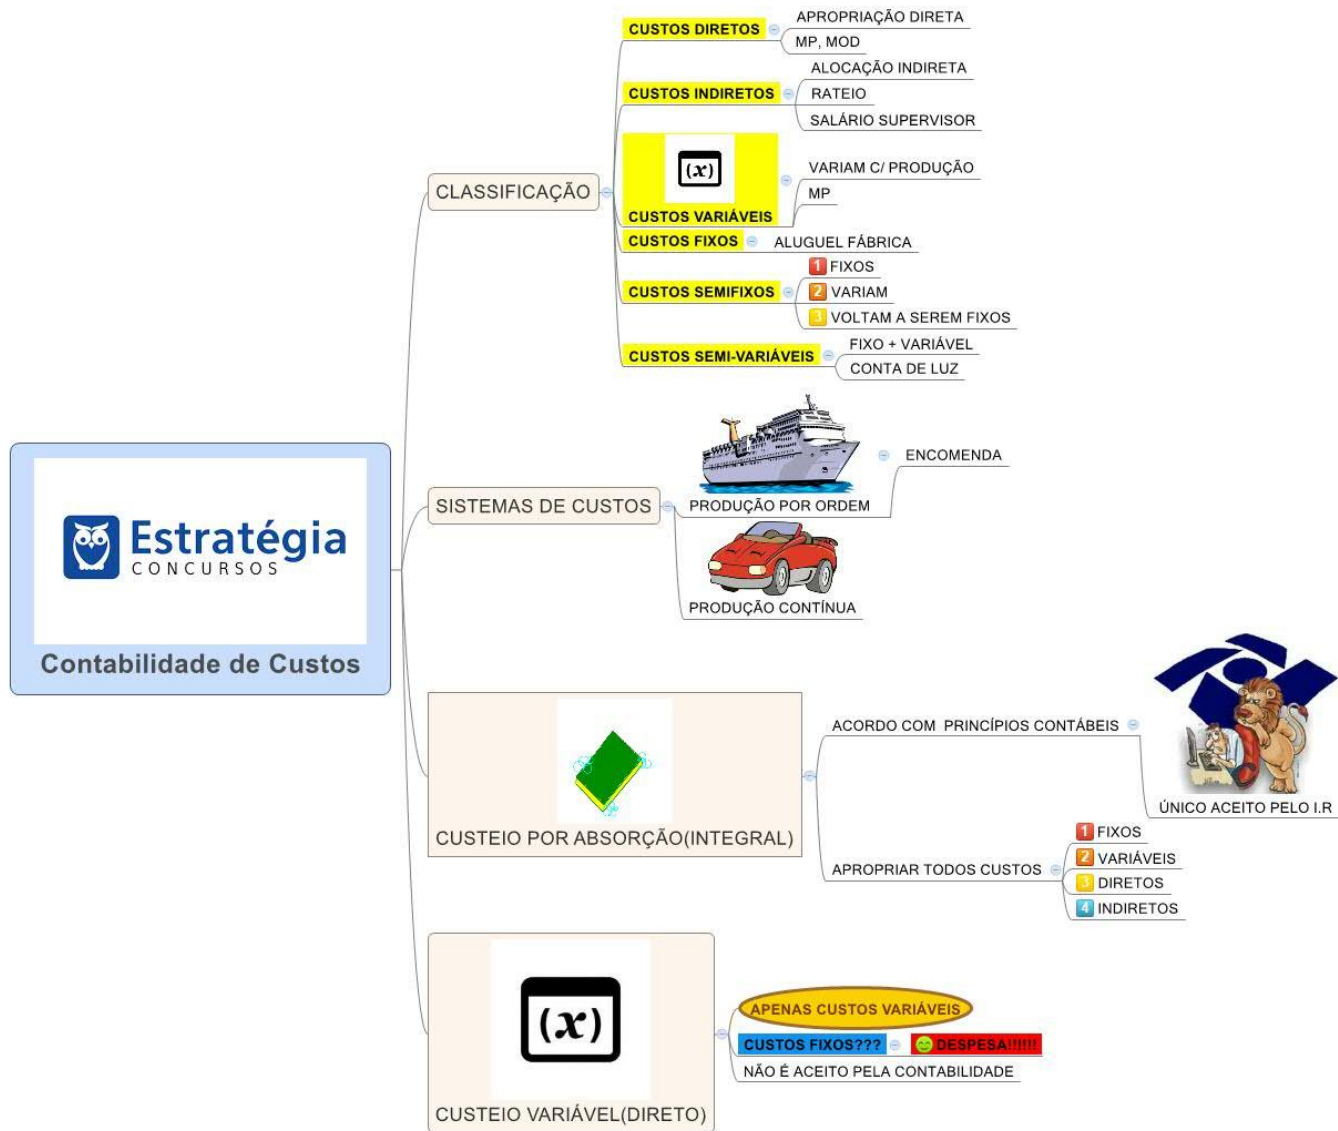 Estratégia
CONCURSOS
Contabilidade de Custos
CLASSIFICAÇÃO
CUSTOS DIRETOS
APROPRIAÇÃO DIRETA
MP, MOD
CUSTOS INDIRETOS
ALOCAÇÃO INDIRETA
RATEIO
SALÁRIO SUPERVISOR
(x)
CUSTOS VARIÁVEIS
VARIAM C/ PRODUÇÃO
MP
CUSTOS FIXOS
ALUGUEL FÁBRICA
CUSTOS SEMIFIXOS
1 FIXOS
2 VARIAM
3 VOLTAM A SEREM FIXOS
CUSTOS SEMI-VARIÁVEIS
FIXO + VARIÁVEL
CONTA DE LUZ
SISTEMAS DE CUSTOS
PRODUÇÃO POR ORDEM
ENCOMENDA
PRODUÇÃO CONTÍNUA
CUSTEIO POR ABSORÇÃO(INTEGRAL)
ACORDO COM  PRINCÍPIOS CONTÁBEIS
ÚNICO ACEITO PELO I.R
APROPRIAR TODOS CUSTOS
1 FIXOS
2 VARIÁVEIS
3 DIRETOS
4 INDIRETOS
(x)
CUSTEIO VARIÁVEL(DIRETO)
APENAS CUSTOS VARIÁVEIS
CUSTOS FIXOS???
DESPESA!!!!!!
NÃO É ACEITO PELA CONTABILIDADE